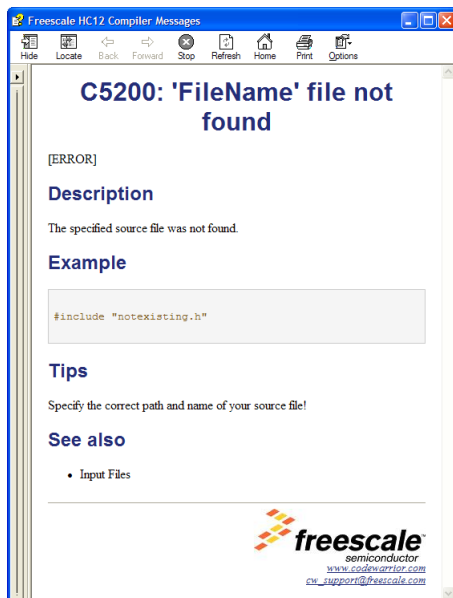 Freescale HC12 Compiler Messages
Hide Locate Back Forward Stop Refresh Home Print Options
C5200: 'FileName' file not
found
[ERROR]
Description
The specified source file was not found.
Example
#include "notexisting.h"
Tips
Specify the correct path and name of your source file!
See also
• Input Files
freescale™
semiconductor
www.codewarrior.com
cw_support@freescale.com